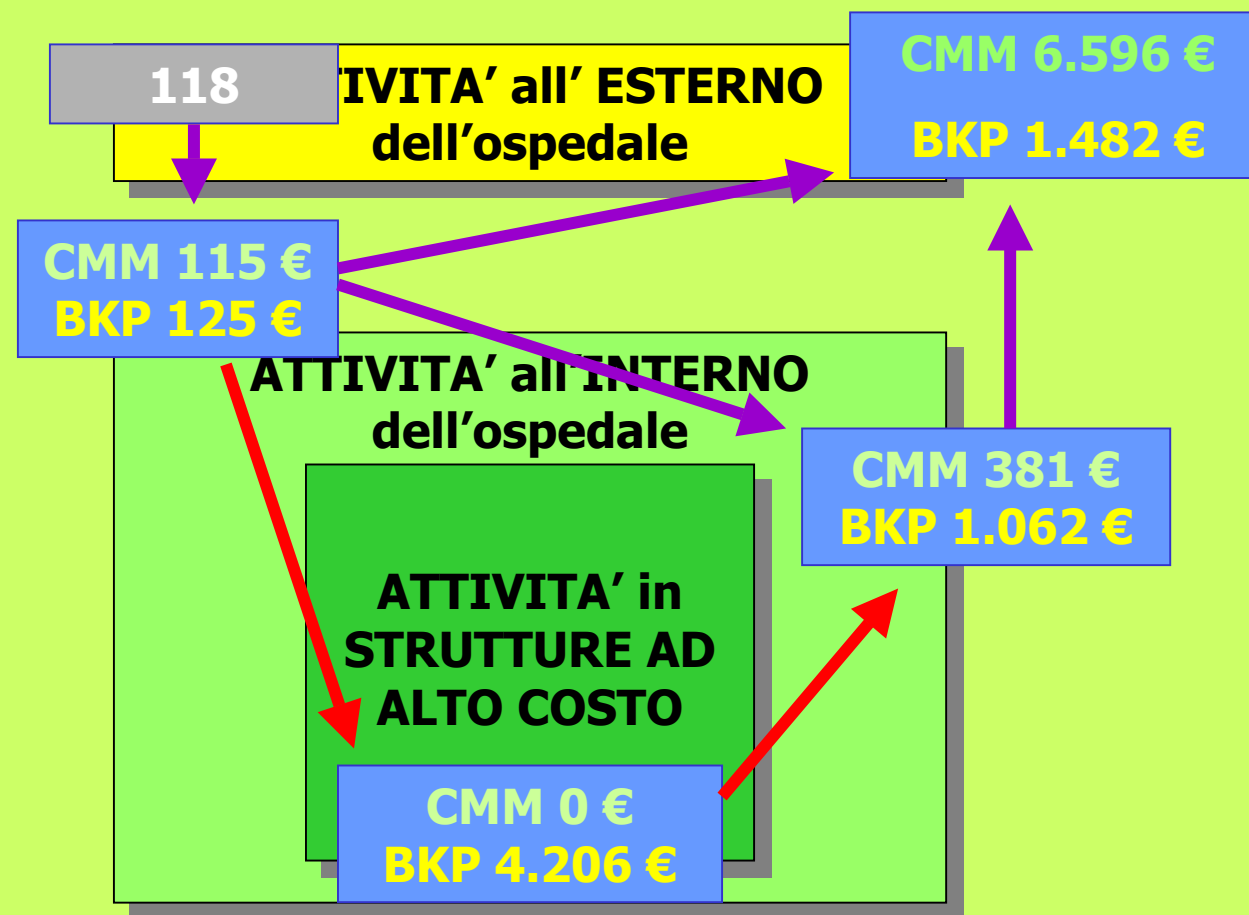 118
IVITA’ all’ ESTERNO
dell’ospedale
CMM 6.596 €
BKP 1.482 €
CMM 115 €
BKP 125 €
ATTIVITA’ all’INTERNO
dell’ospedale
CMM 381 €
BKP 1.062 €
ATTIVITA’ in
STRUTTURE AD
ALTO COSTO
CMM 0 €
BKP 4.206 €